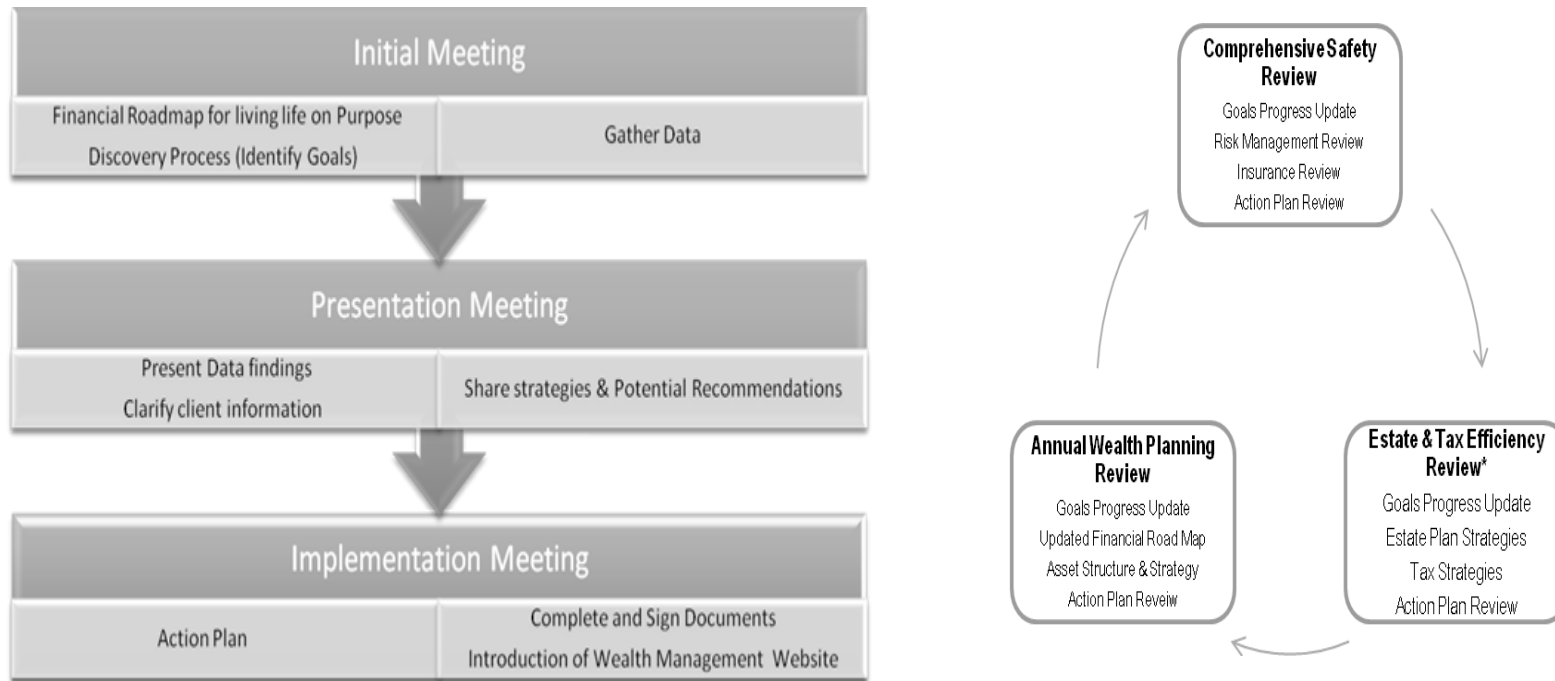 Initial Meeting
Financial Roadmap for living life on Purpose
Discovery Process (Identify Goals)
Gather Data
Presentation Meeting
Present Data findings
Clarify client information
Share strategies & Potential Recommendations
Implementation Meeting
Action Plan
Complete and Sign Documents
Introduction of Wealth Management Website
Comprehensive Safety
Review
Goals Progress Update
Risk Management Review
Insurance Review
Action Plan Review
Annual Wealth Planning
Review
Goals Progress Update
Updated Financial Road Map
Asset Structure & Strategy
Action Plan Reveiw
Estate & Tax Efficiency
Review*
Goals Progress Update
Estate Plan Strategies
Tax Strategies
Action Plan Review